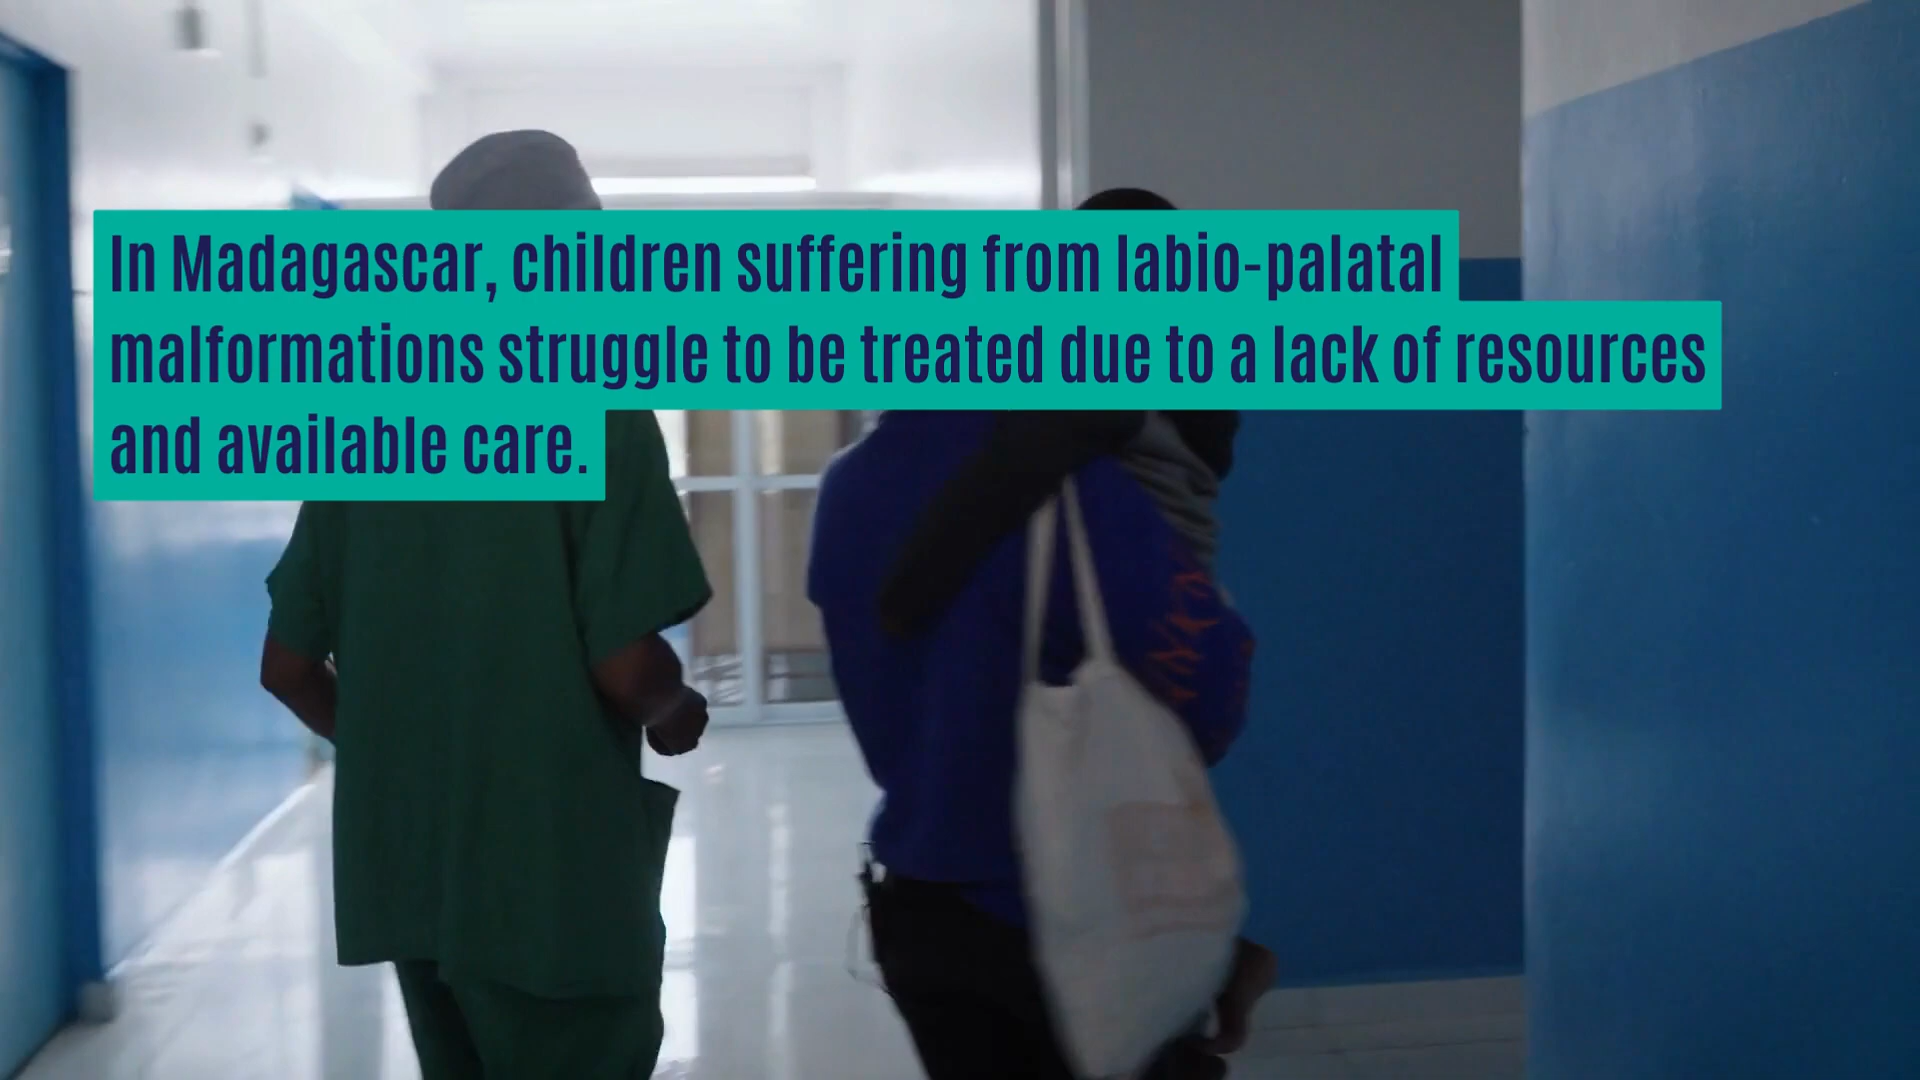 In Madagascar, children suffering from labio-palatal
malformations struggle to be treated due to a lack of resources
and available care.